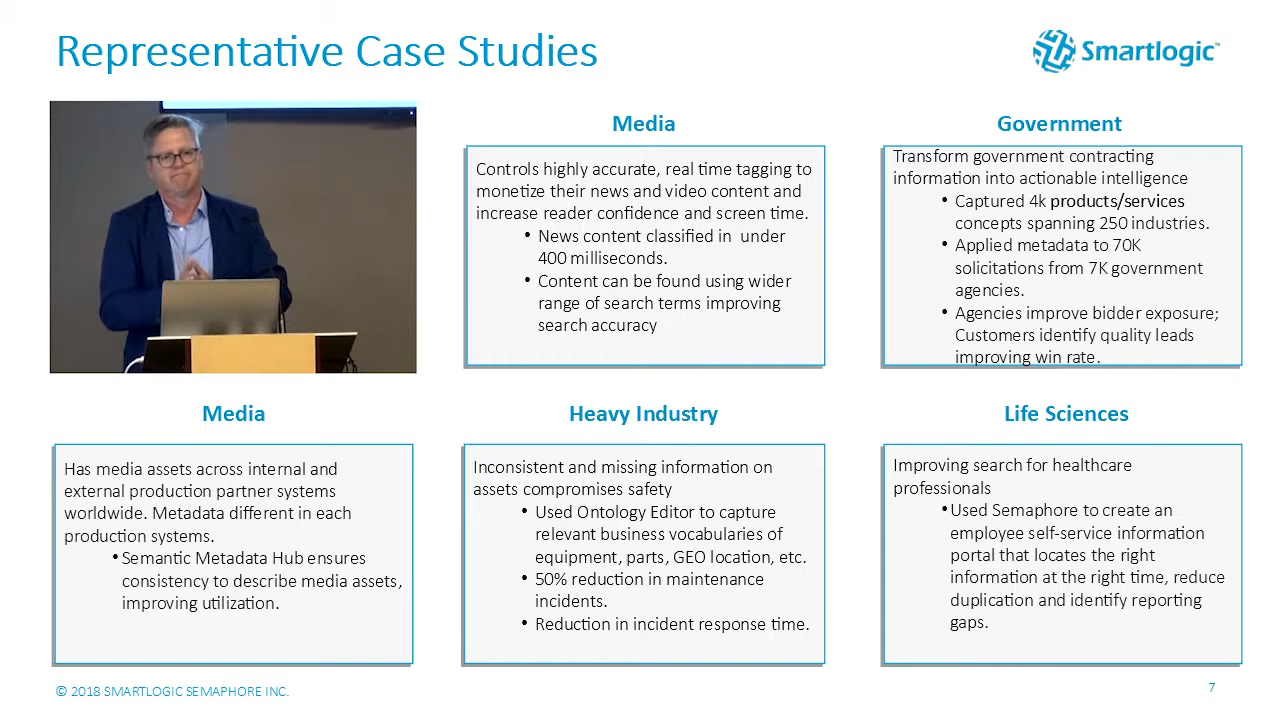 Representative Case Studies
Smartlogic™
Media
Controls highly accurate, real time tagging to
monetize their news and video content and
increase reader confidence and screen time.
• News content classified in under
400 milliseconds.
• Content can be found using wider
range of search terms improving
search accuracy
Government
Transform government contracting
information into actionable intelligence
• Captured 4k products/services
concepts spanning 250 industries.
• Applied metadata to 70K
solicitations from 7K government
agencies.
• Agencies improve bidder exposure;
Customers identify quality leads
improving win rate.
Media
Has media assets across internal and
external production partner systems
worldwide. Metadata different in each
production systems.
• Semantic Metadata Hub ensures
consistency to describe media assets,
improving utilization.
Heavy Industry
Inconsistent and missing information on
assets compromises safety
• Used Ontology Editor to capture
relevant business vocabularies of
equipment, parts, GEO location, etc.
• 50% reduction in maintenance
incidents.
• Reduction in incident response time.
Life Sciences
Improving search for healthcare
professionals
• Used Semaphore to create an
employee self-service information
portal that locates the right
information at the right time, reduce
duplication and identify reporting
gaps.
© 2018 SMARTLOGIC SEMAPHORE INC.
7